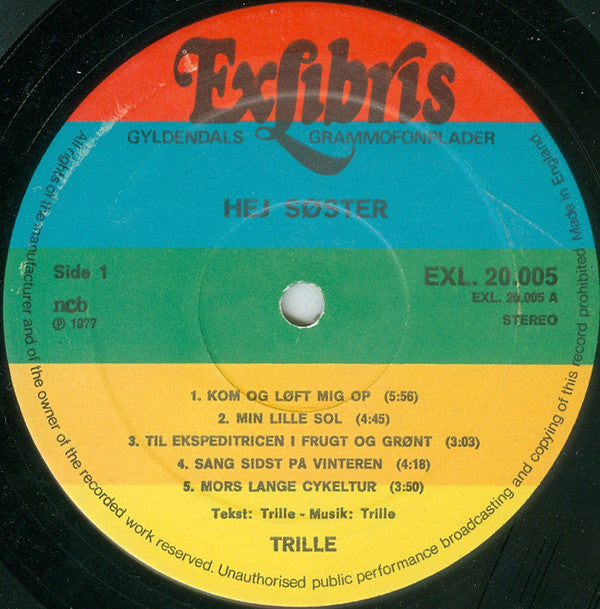 ExLibris
GYLDENDALS GRAMMOFONPLADER
HEJ SØSTER
Side 1
EXL. 20.005
EXL. 20.005 A
ncb
℗ 1977
STEREO
1. KOM OG LØFT MIG OP (5:56)
2. MIN LILLE SOL (4:45)
3. TIL EKSPEDITRICEN I FRUGT OG GRØNT (3:03)
4. SANG SIDST PÅ VINTEREN (4:18)
5. MORS LANGE CYKELTUR (3:50)
Tekst: Trille - Musik: Trille
TRILLE
All rights of the manufacturer and of the owner of the recorded work reserved. Unauthorised public performance broadcasting and copying of this record prohibited. Made in England